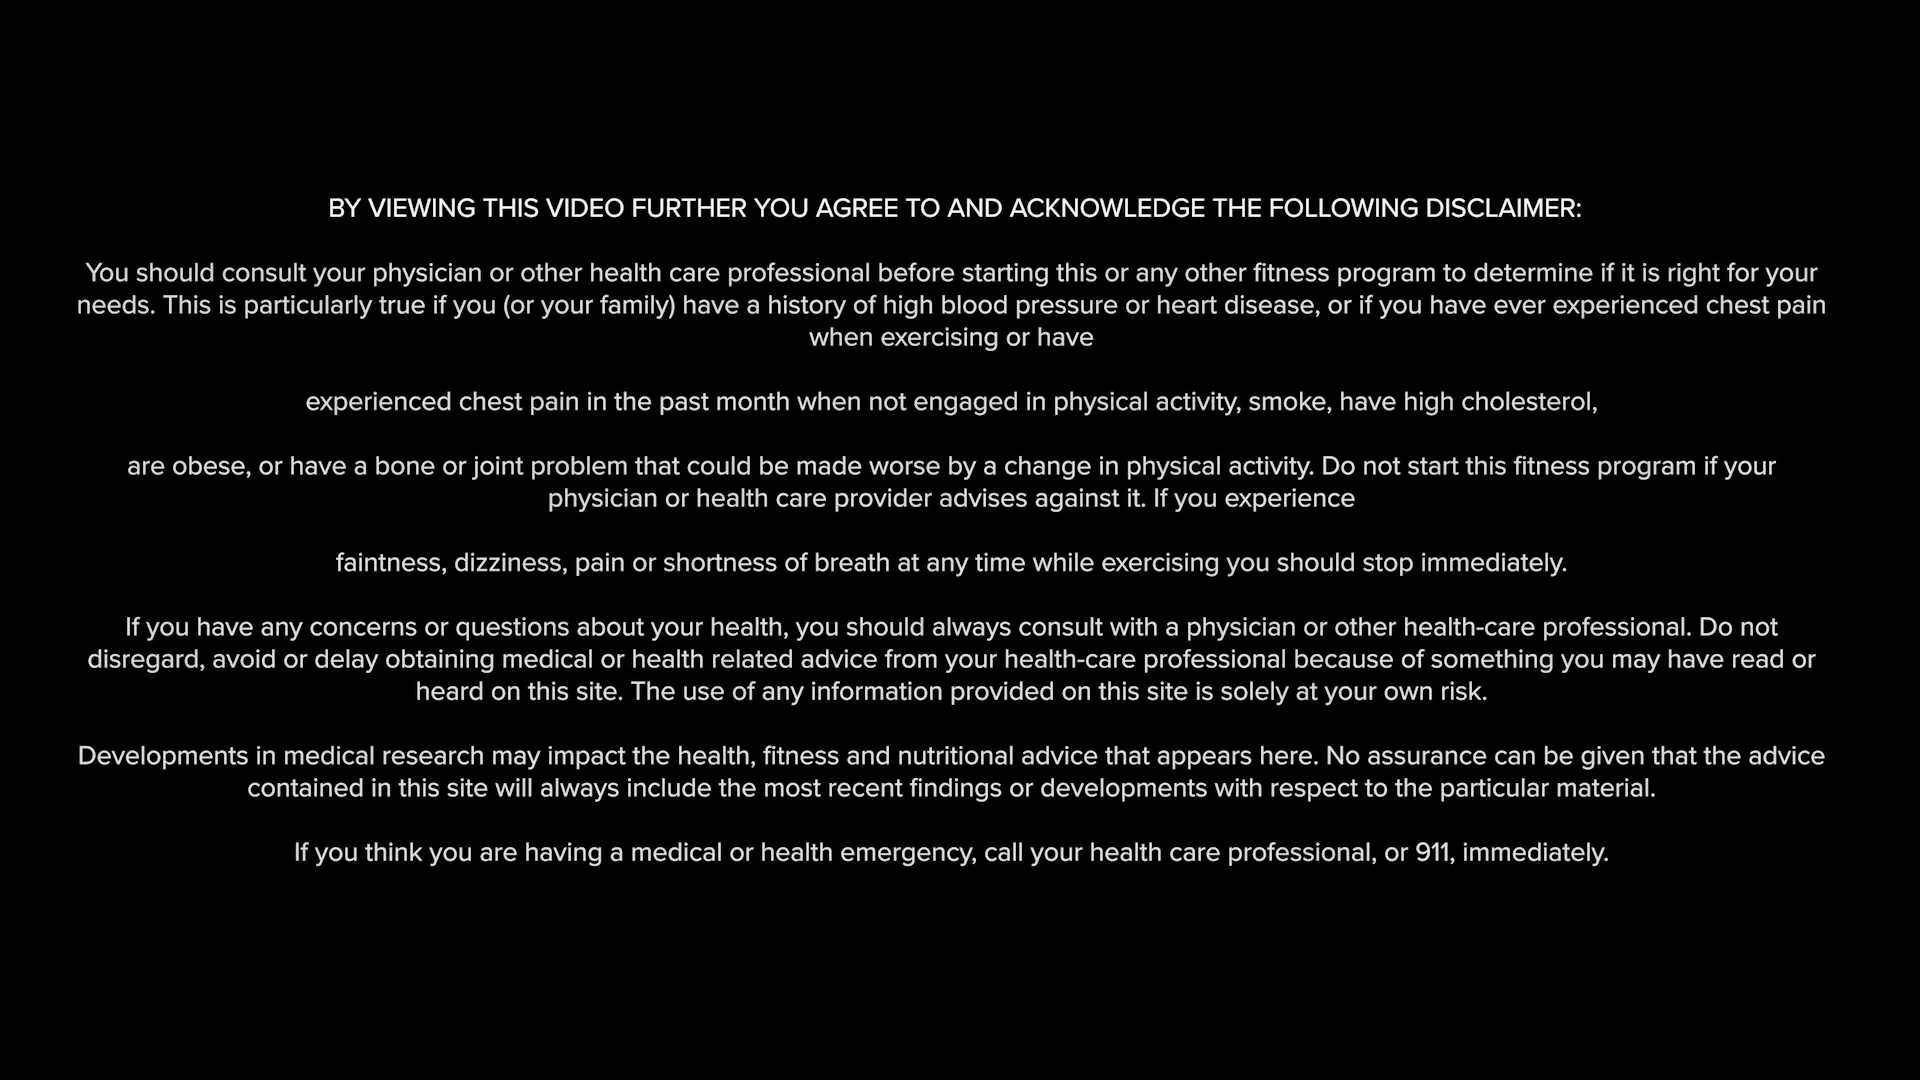 BY VIEWING THIS VIDEO FURTHER YOU AGREE TO AND ACKNOWLEDGE THE FOLLOWING DISCLAIMER:
You should consult your physician or other health care professional before starting this or any other fitness program to determine if it is right for your
needs. This is particularly true if you (or your family) have a history of high blood pressure or heart disease, or if you have ever experienced chest pain
when exercising or have
experienced chest pain in the past month when not engaged in physical activity, smoke, have high cholesterol,
are obese, or have a bone or joint problem that could be made worse by a change in physical activity. Do not start this fitness program if your
physician or health care provider advises against it. If you experience
faintness, dizziness, pain or shortness of breath at any time while exercising you should stop immediately.
If you have any concerns or questions about your health, you should always consult with a physician or other health-care professional. Do not
disregard, avoid or delay obtaining medical or health related advice from your health-care professional because of something you may have read or
heard on this site. The use of any information provided on this site is solely at your own risk.
Developments in medical research may impact the health, fitness and nutritional advice that appears here. No assurance can be given that the advice
contained in this site will always include the most recent findings or developments with respect to the particular material.
If you think you are having a medical or health emergency, call your health care professional, or 911, immediately.